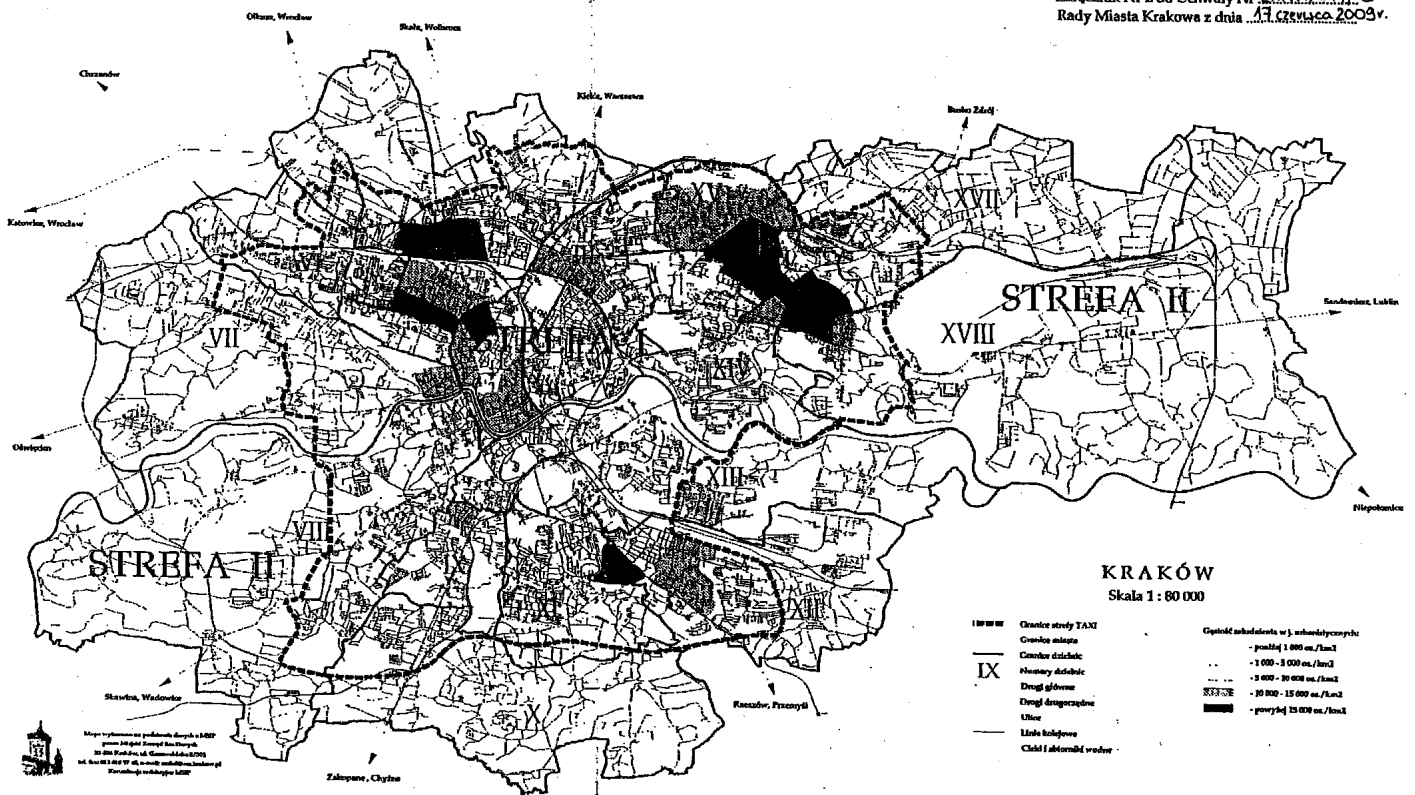 Rady Miasta Krakowa z dnia 17 czerwca 2009r.
Olkusz, Wrocław
Skała, Wolbrom
Chrzanów
Kielce, Warszawa
Busko Zdrój
Katowice, Wrocław
XV
XVII
STREFA II
Sandomierz, Lublin
XVIII
VII
XIV
Oświęcim
XIII
Niepołomice
VIII
STREFA II
IX
XI
XII
X
Skawina, Wadowice
Rzeszów, Przemyśl
Zakopane, Chyżne
KRAKÓW
Skala 1 : 80 000
Granice strefy TAXI
Granice miasta
Granice dzielnic
IX Numery dzielnic
Drogi główne
Drogi drugorzędne
Ulice
Linie kolejowe
Cieki i zbiorniki wodne
Gęstość zaludnienia w j. urbanistycznych:
- poniżej 1 000 os./km2
- 1 000 - 5 000 os./km2
- 5 000 - 10 000 os./km2
- 10 000 - 15 000 os./km2
- powyżej 15 000 os./km2